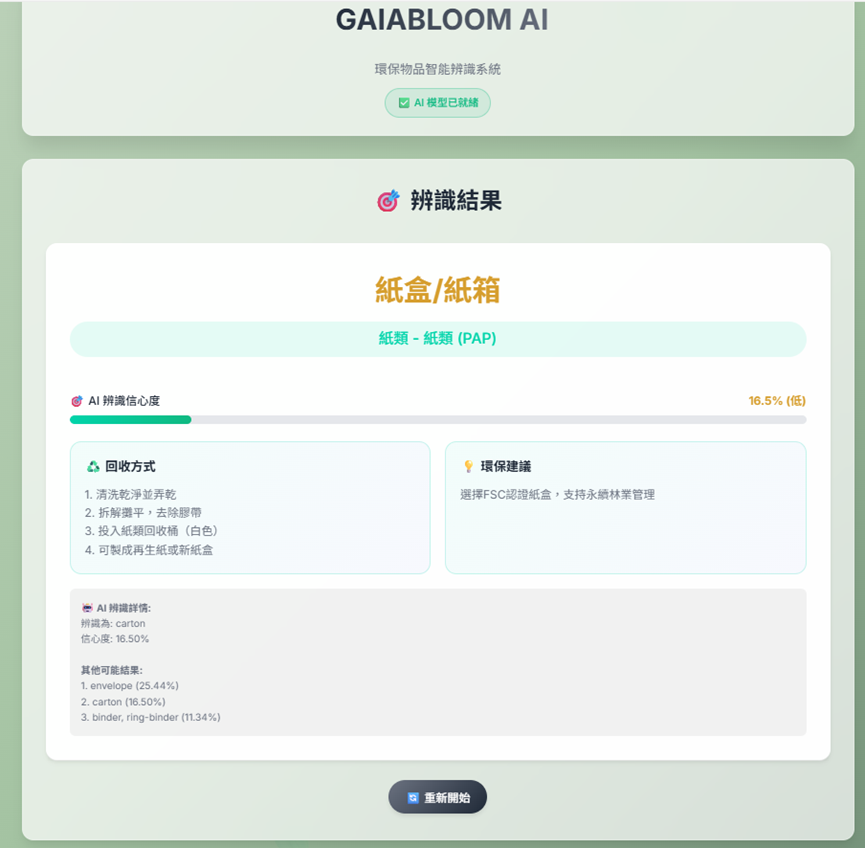 GAIABLOOM AI
環保物品智能辨識系統
✅ AI 模型已就緒
🎯 辨識結果
紙盒/紙箱
紙類 - 紙類 (PAP)
🎯 AI 辨識信心度
16.5% (低)
♻️ 回收方式
1. 清洗乾淨並弄乾
2. 拆解攤平，去除膠帶
3. 投入紙類回收桶（白色）
4. 可製成再生紙或新紙盒
💡 環保建議
選擇FSC認證紙盒，支持永續林業管理
🤖 AI 辨識詳情:
辨識為: carton
信心度: 16.50%
其他可能結果:
1. envelope (25.44%)
2. carton (16.50%)
3. binder, ring-binder (11.34%)
🔄 重新開始